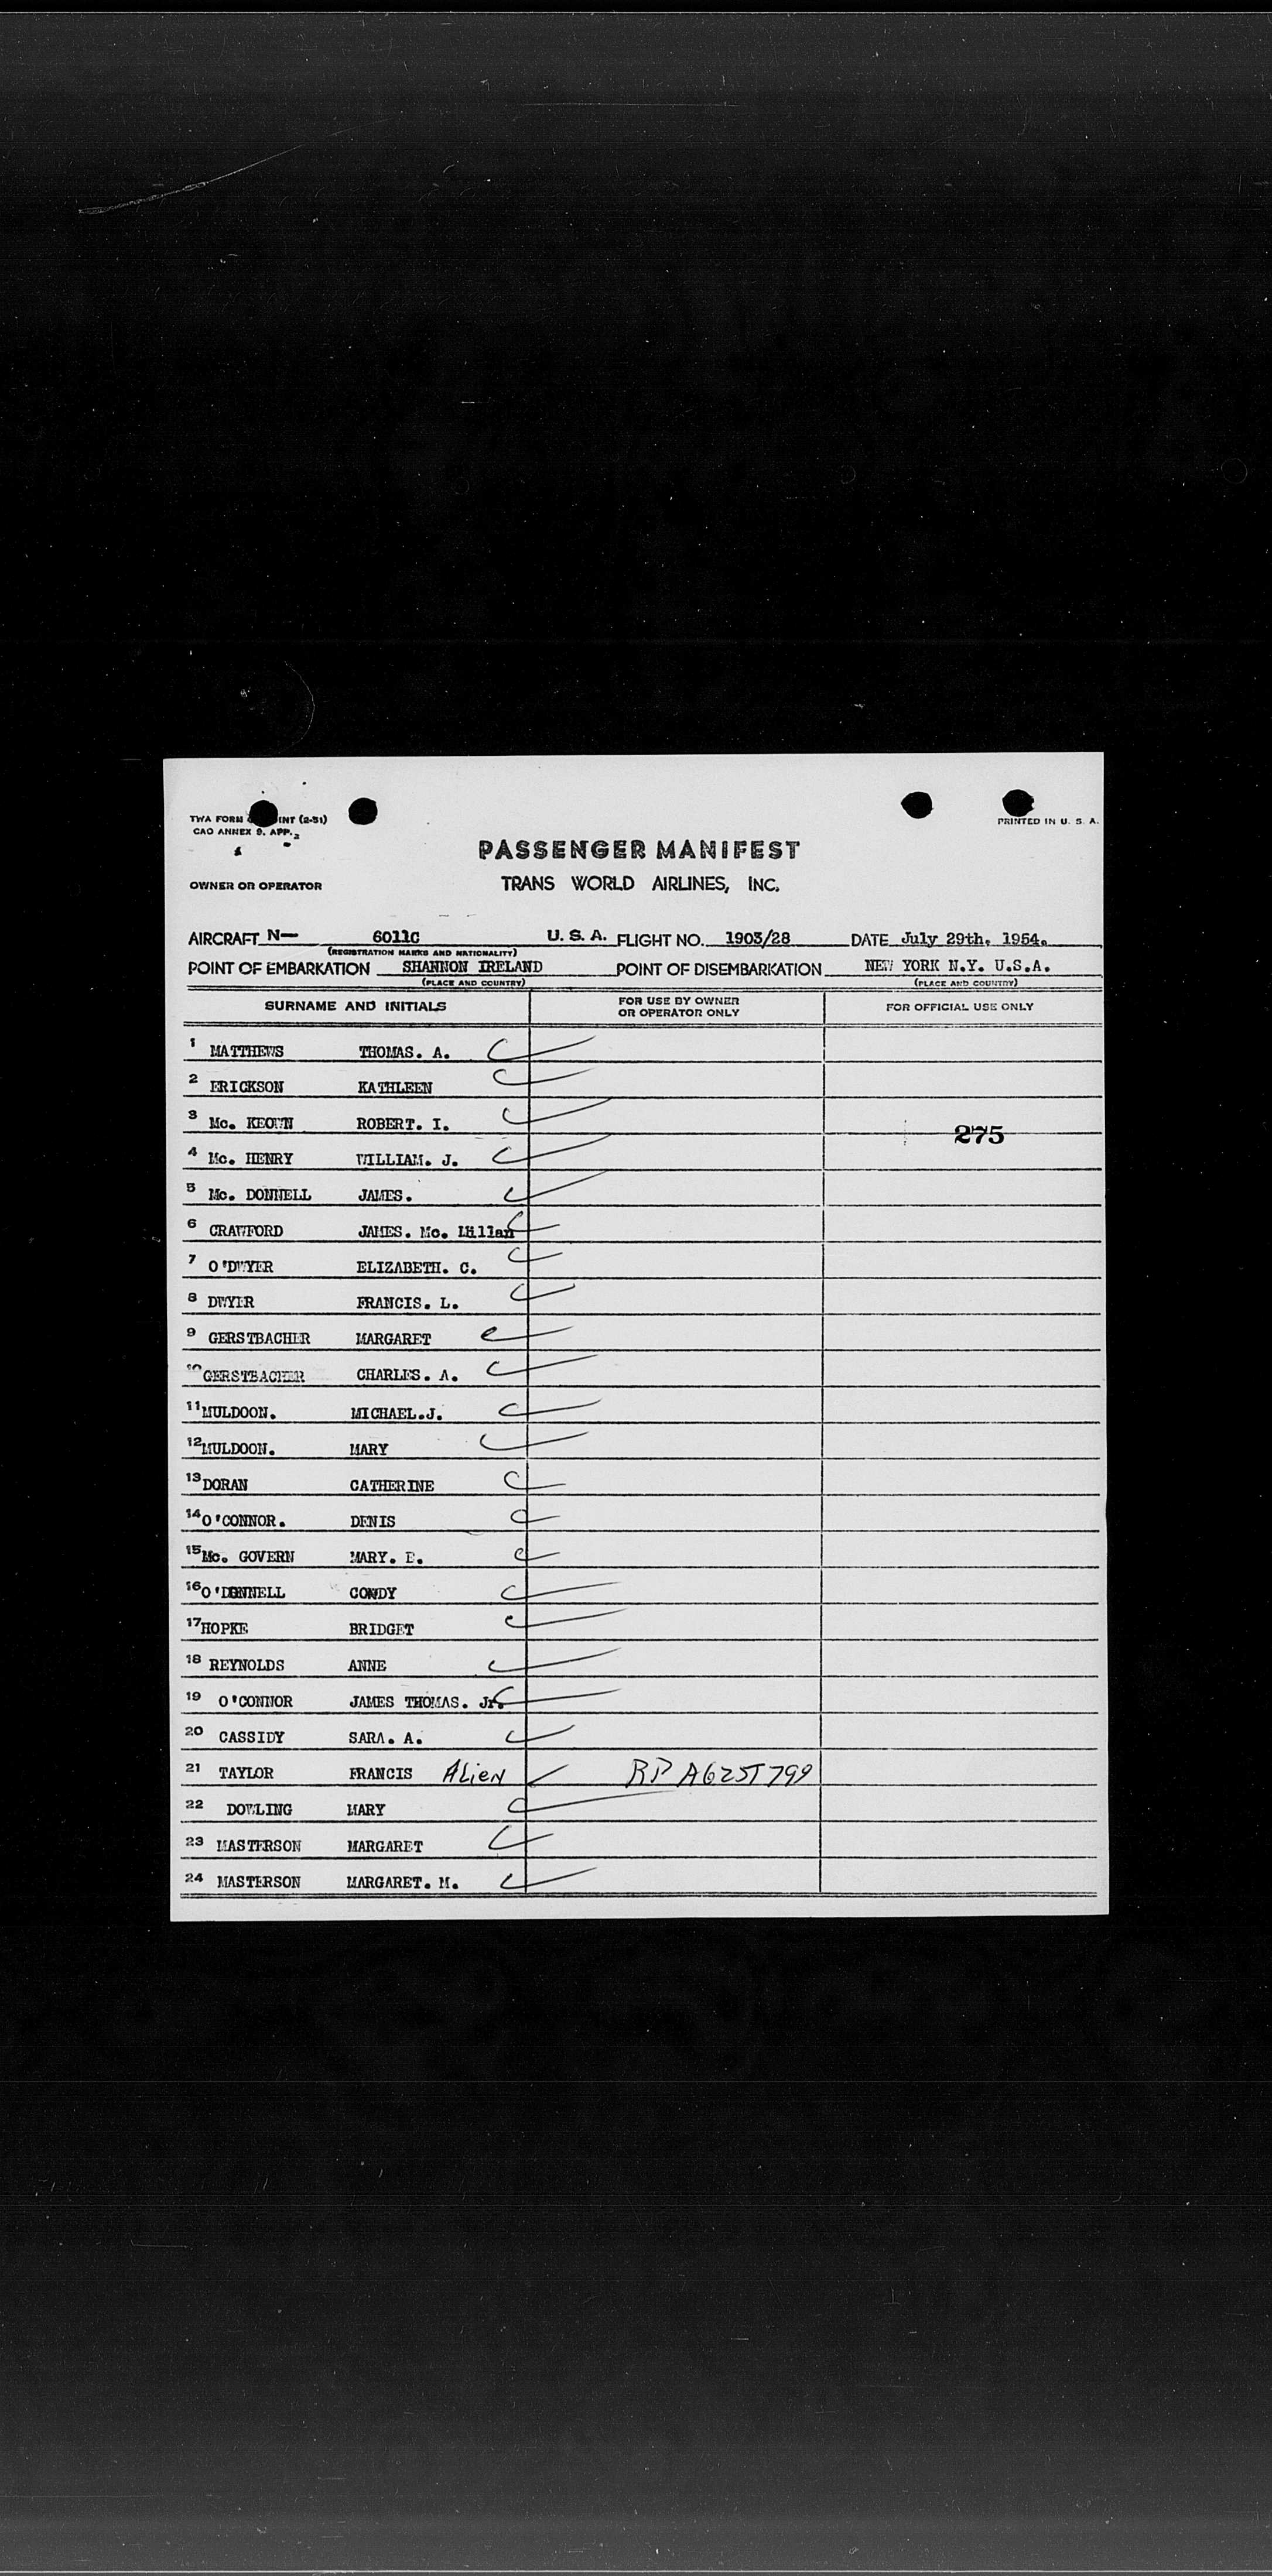 TWA FORM INT (2-51)
CAO ANNEX 9, APP. 2
PRINTED IN U. S. A.
PASSENGER MANIFEST
OWNER OR OPERATOR
TRANS WORLD AIRLINES, INC.
AIRCRAFT N— 6011C U. S. A. FLIGHT NO. 1903/28 DATE July 29th. 1954.
(REGISTRATION MARKS AND NATIONALITY)
POINT OF EMBARKATION SHANNON IRELAND POINT OF DISEMBARKATION NEW YORK N.Y. U.S.A.
(PLACE AND COUNTRY) (PLACE AND COUNTRY)
SURNAME AND INITIALS FOR USE BY OWNER OR OPERATOR ONLY FOR OFFICIAL USE ONLY
1 MATTHEWS THOMAS. A.
2 ERICKSON KATHLEEN
3 Mc. KEOWN ROBERT. I.
275
4 Mc. HENRY WILLIAM. J.
5 Mc. DONNELL JAMES.
6 CRAWFORD JAMES. Mc.
7 O'DWYER ELIZABETH. C.
8 DWYER FRANCIS. L.
9 GERSTBACHER MARGARET
10 GERSTBACHER CHARLES. A.
11 MULDOON. MICHAEL.J.
12 MULDOON. MARY
13 DORAN CATHERINE
14 O'CONNOR. DENIS
15 Mc. GOVERN MARY. E.
16 O'DONNELL CONDY
17 HOPKE BRIDGET
18 REYNOLDS ANNE
19 O'CONNOR JAMES THOMAS. Jr.
20 CASSIDY SARA. A.
21 TAYLOR FRANCIS Alien RP A6257799
22 DOWLING MARY
23 MASTERSON MARGARET
24 MASTERSON MARGARET. M.